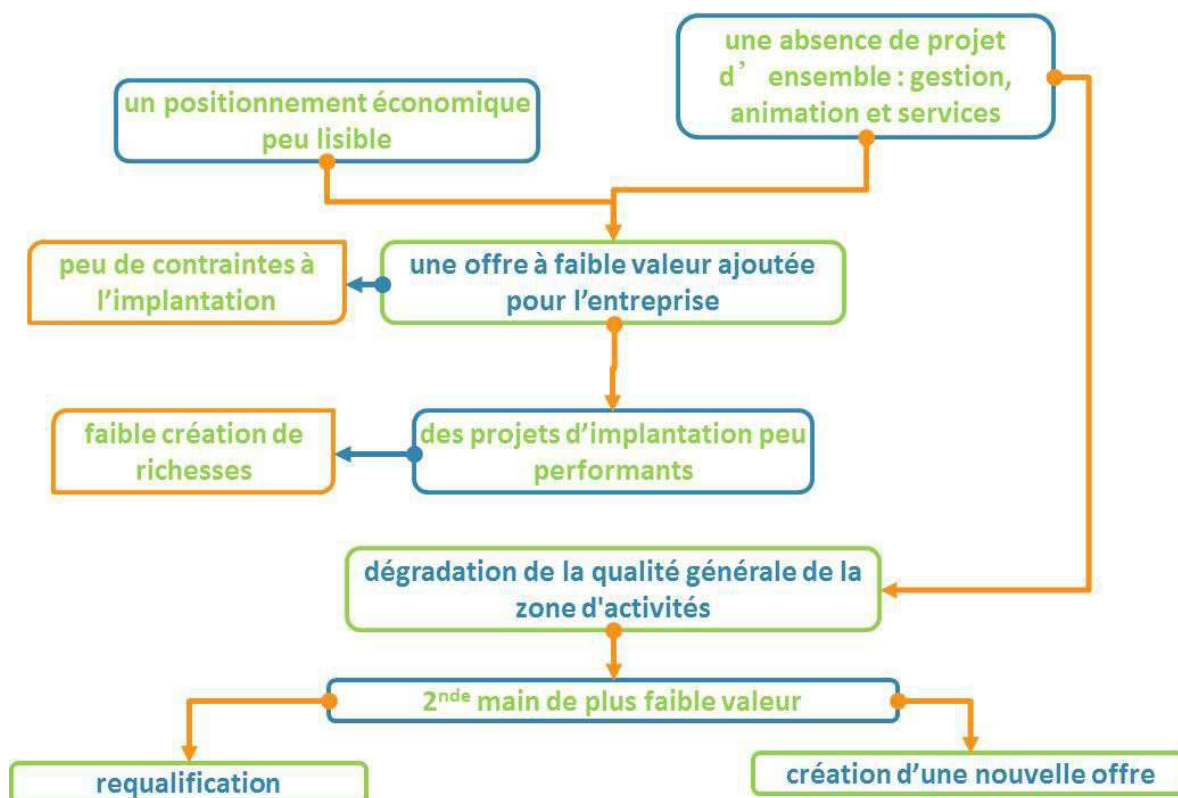 une absence de projet
d’ ensemble : gestion,
animation et services
un positionnement économique
peu lisible
peu de contraintes à
l’implantation
une offre à faible valeur ajoutée
pour l’entreprise
faible création de
richesses
des projets d’implantation peu
performants
dégradation de la qualité générale de la
zone d'activités
2nde main de plus faible valeur
requalification
création d’une nouvelle offre